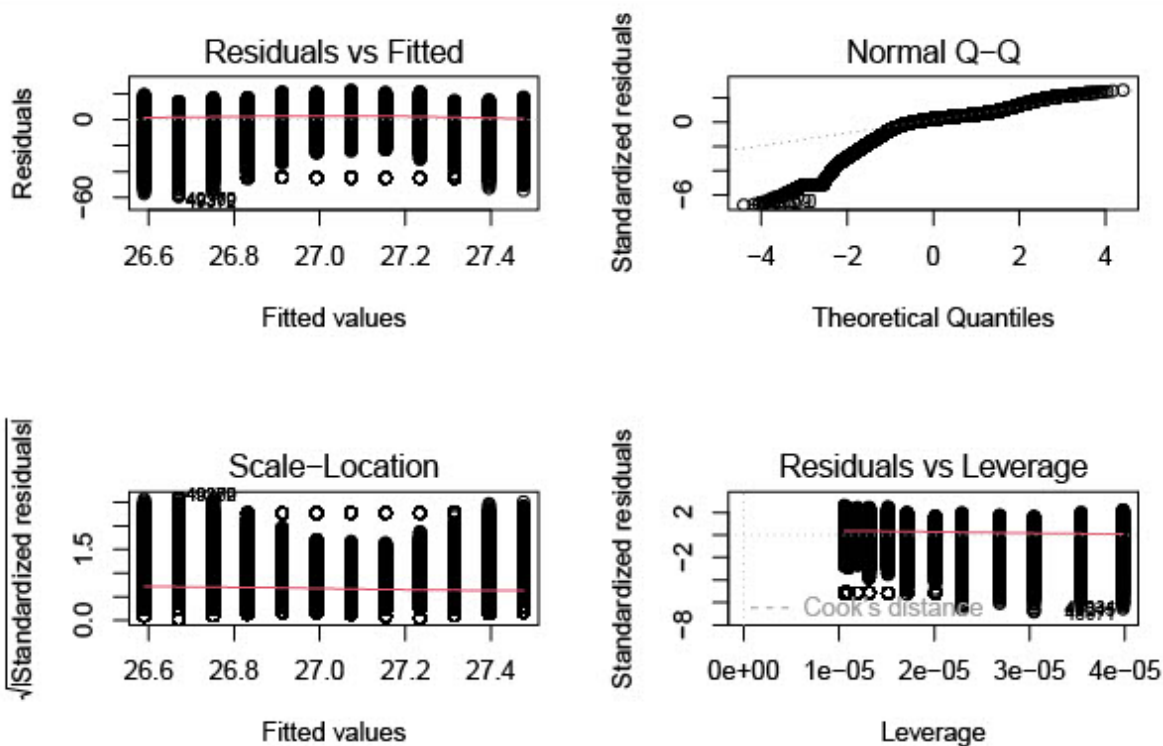 Residuals vs Fitted
Residuals
0
−60
26.6 26.8 27.0 27.2 27.4
Fitted values
Normal Q−Q
Standardized residuals
0
−6
−4 −2 0 2 4
Theoretical Quantiles
Scale−Location
√|Standardized residuals|
1.5
0.0
26.6 26.8 27.0 27.2 27.4
Fitted values
Residuals vs Leverage
Standardized residuals
2
−2
−8
Cook's distance
0e+00 1e−05 2e−05 3e−05 4e−05
Leverage